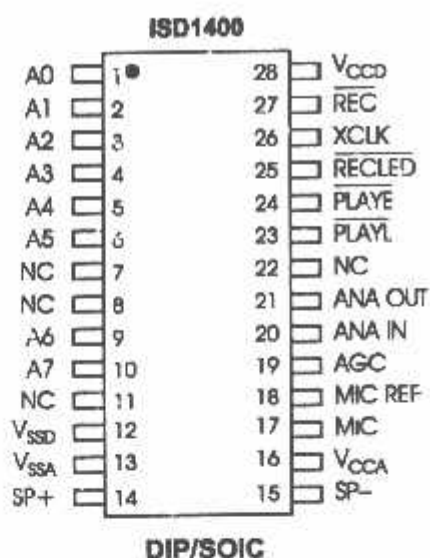 ISD1400
A0 1 28 VCCD
A1 2 27 REC
A2 3 26 XCLK
A3 4 25 RECLED
A4 5 24 PLAYE
A5 6 23 PLAYL
NC 7 22 NC
NC 8 21 ANA OUT
A6 9 20 ANA IN
A7 10 19 AGC
NC 11 18 MIC REF
VSSD 12 17 MIC
VSSA 13 16 VCCA
SP+ 14 15 SP-
DIP/SOIC